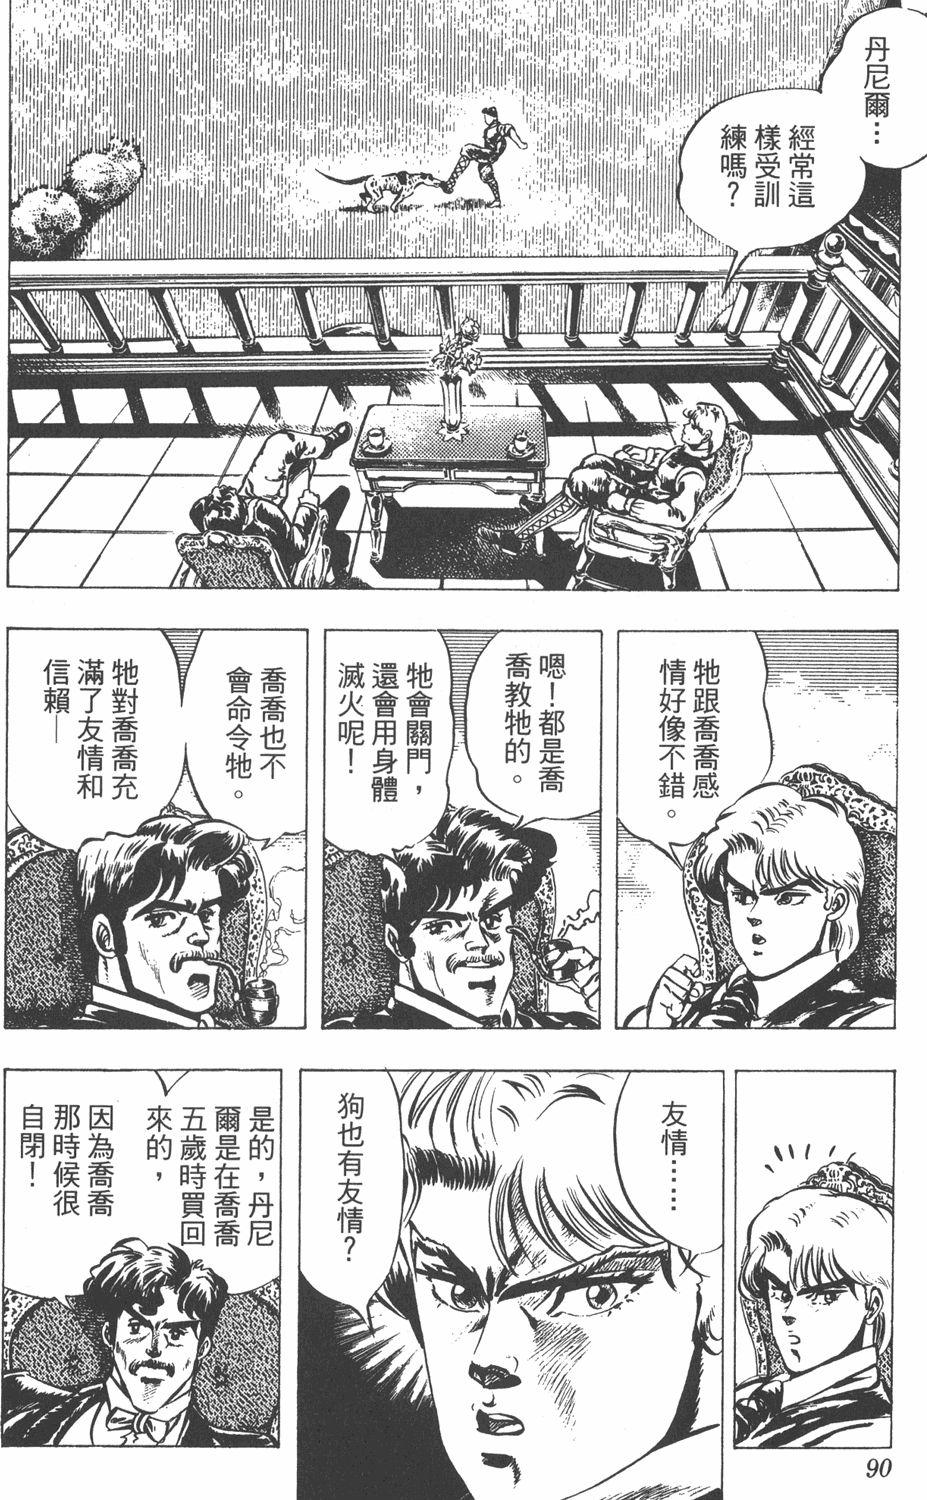 丹尼爾…
經常這
樣受訓
練嗎?
牠跟喬喬感
情好像不錯。
嗯!都是喬
喬教牠的。
牠會關門,
還會用身體
滅火呢!
喬喬也不
會命令牠。
牠對喬喬充
滿了友情和
信賴—
友情……
狗也有友情?
是的,丹尼
爾是在喬喬
五歲時買回
來的,
因為喬喬
那時候很
自閉!
90